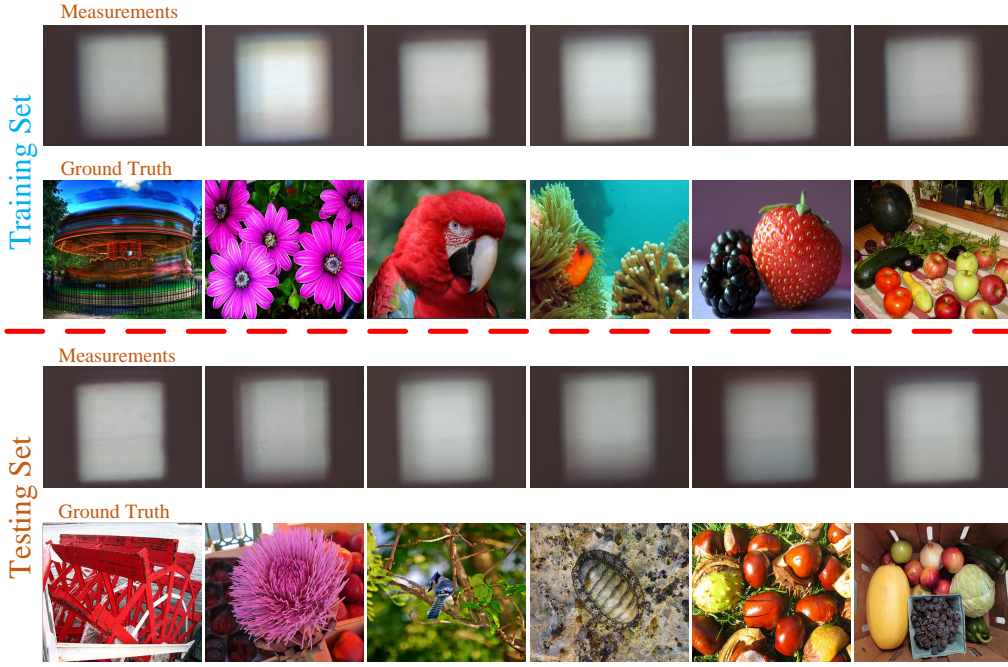 Measurements
Training Set
Ground Truth
Measurements
Testing Set
Ground Truth